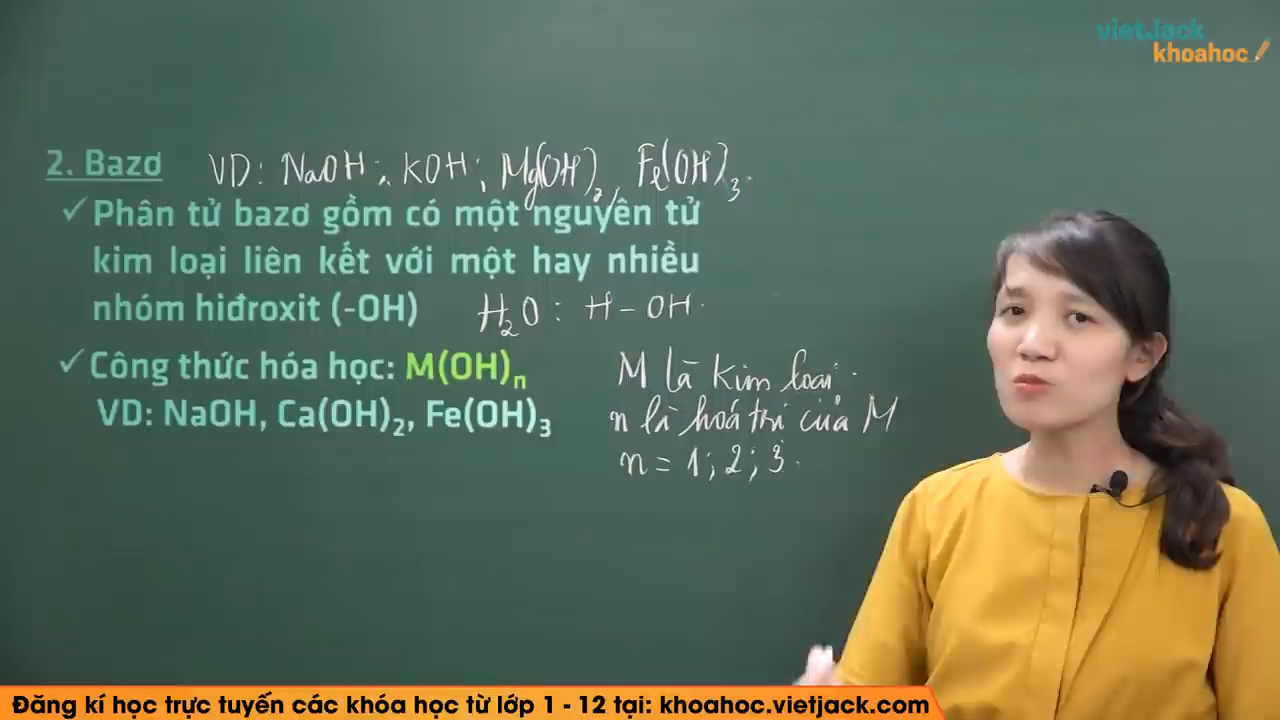 vietJack
khoahoc
2. Bazơ VD: NaOH; KOH; Mg(OH)₂, Fe(OH)₃.
✓ Phân tử bazơ gồm có một nguyên tử
kim loại liên kết với một hay nhiều
nhóm hiđroxit (-OH) H₂O: H – OH.
✓ Công thức hóa học: M(OH)ₙ M là kim loại.
VD: NaOH, Ca(OH)₂, Fe(OH)₃ n là hoá trị của M
n = 1; 2; 3.
Đăng kí học trực tuyến các khóa học từ lớp 1 - 12 tại: khoahoc.vietjack.com